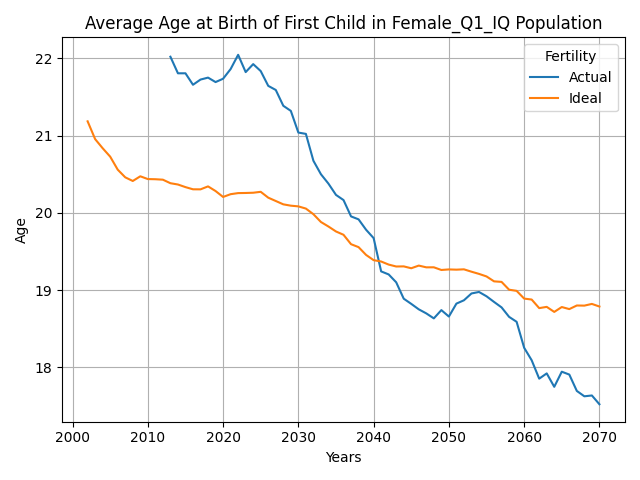 Average Age at Birth of First Child in Female_Q1_IQ Population
Fertility
Actual
Ideal
22
21
20
19
18
Age
2000 2010 2020 2030 2040 2050 2060 2070
Years